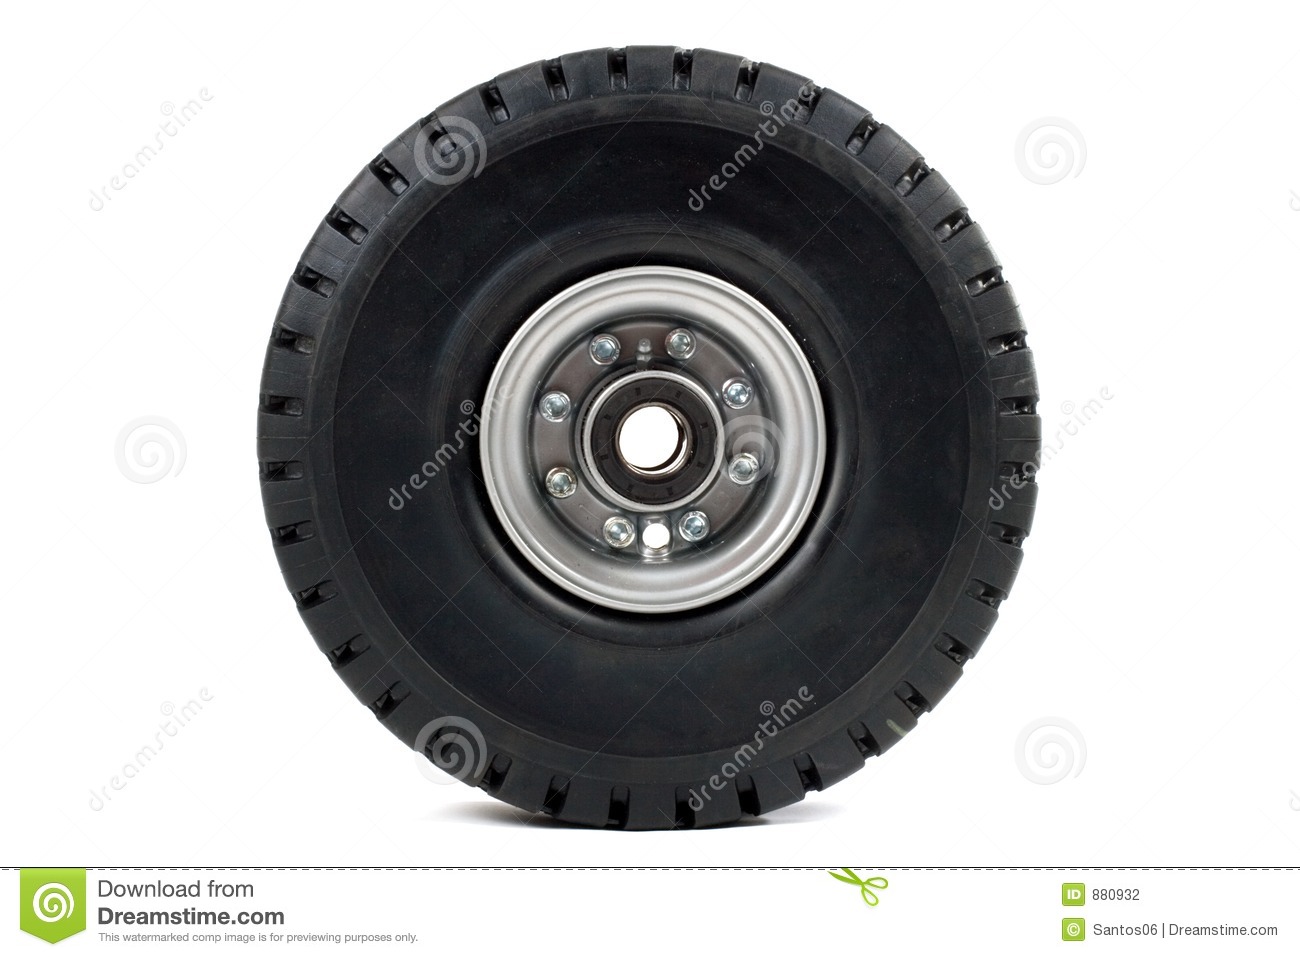 dreamstime
dreamstime
dreamstime
dreamstime
dreamstime
dreamstime
dreamstime
Download from
Dreamstime.com
This watermarked comp image is for previewing purposes only.
ID 880932
© Santos06 | Dreamstime.com